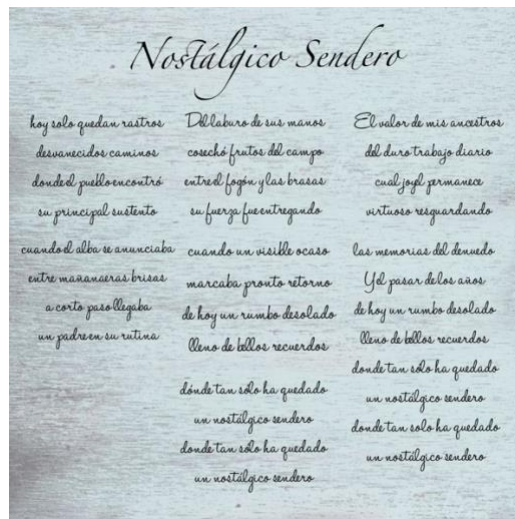 Nostálgico Sendero
hoy solo quedan rastros
desvanecidos caminos
donde el pueblo encontró
su principal sustento
cuando el alba se anunciaba
entre mañanaeras brisas
a corto paso llegaba
un padre en su rutina
Del laburo de sus manos
cosechó frutos del campo
entre el fogón y las brasas
su fuerza fue entregando
cuando un visible ocaso
marcaba pronto retorno
de hoy un rumbo desolado
lleno de bellos recuerdos
dónde tan sólo ha quedado
un nostálgico sendero
donde tan sólo ha quedado
un nostálgico sendero
El valor de mis ancestros
del duro trabajo diario
cual joyel permanece
virtuoso resguardando
las memorias del denuedo
Y el pasar de los años
de hoy un rumbo desolado
lleno de bellos recuerdos
donde tan sólo ha quedado
un nostálgico sendero
donde tan sólo ha quedado
un nostálgico sendero